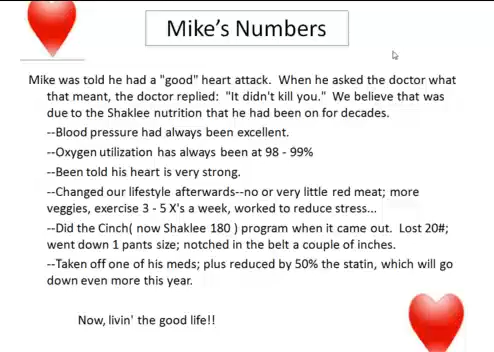 Mike's Numbers
Mike was told he had a "good" heart attack. When he asked the doctor what
that meant, the doctor replied: "It didn't kill you." We believe that was
due to the Shaklee nutrition that he had been on for decades.
--Blood pressure had always been excellent.
--Oxygen utilization has always been at 98 - 99%
--Been told his heart is very strong.
--Changed our lifestyle afterwards--no or very little red meat; more
veggies, exercise 3 - 5 X's a week, worked to reduce stress...
--Did the Cinch( now Shaklee 180 ) program when it came out. Lost 20#;
went down 1 pants size; notched in the belt a couple of inches.
--Taken off one of his meds; plus reduced by 50% the statin, which will go
down even more this year.
Now, livin' the good life!!